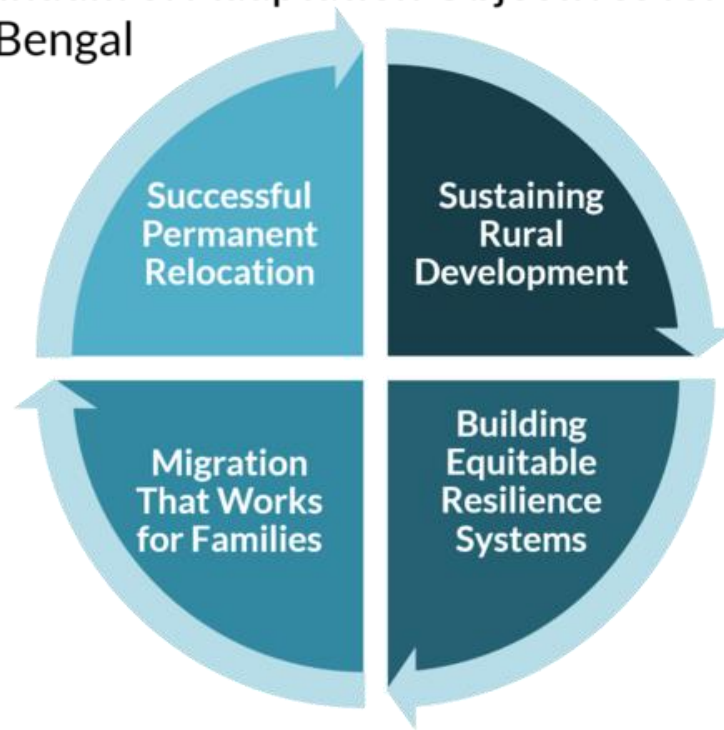 Bengal
Successful
Permanent
Relocation
Sustaining
Rural
Development
Migration
That Works
for Families
Building
Equitable
Resilience
Systems